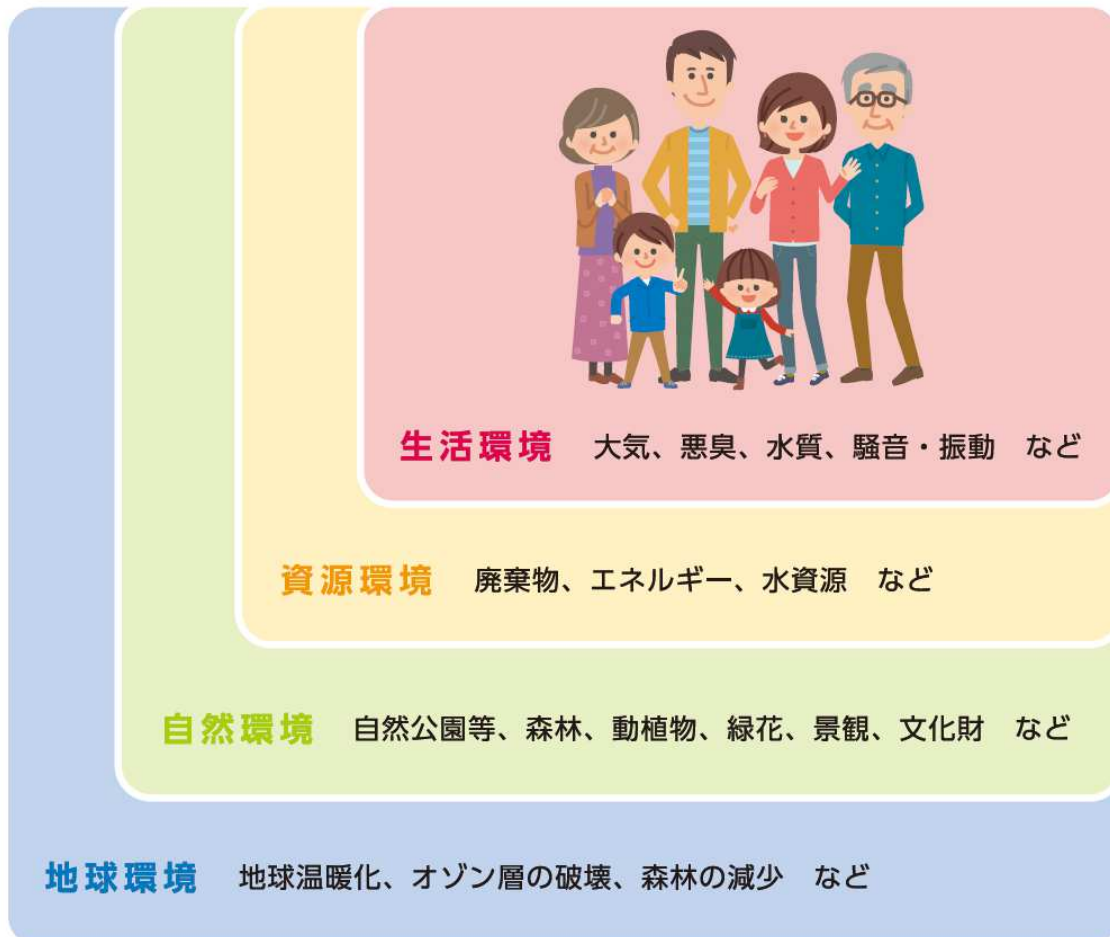 生活環境 大気、悪臭、水質、騒音・振動 など
資源環境 廃棄物、エネルギー、水資源 など
自然環境 自然公園等、森林、動植物、緑花、景観、文化財 など
地球環境 地球温暖化、オゾン層の破壊、森林の減少 など